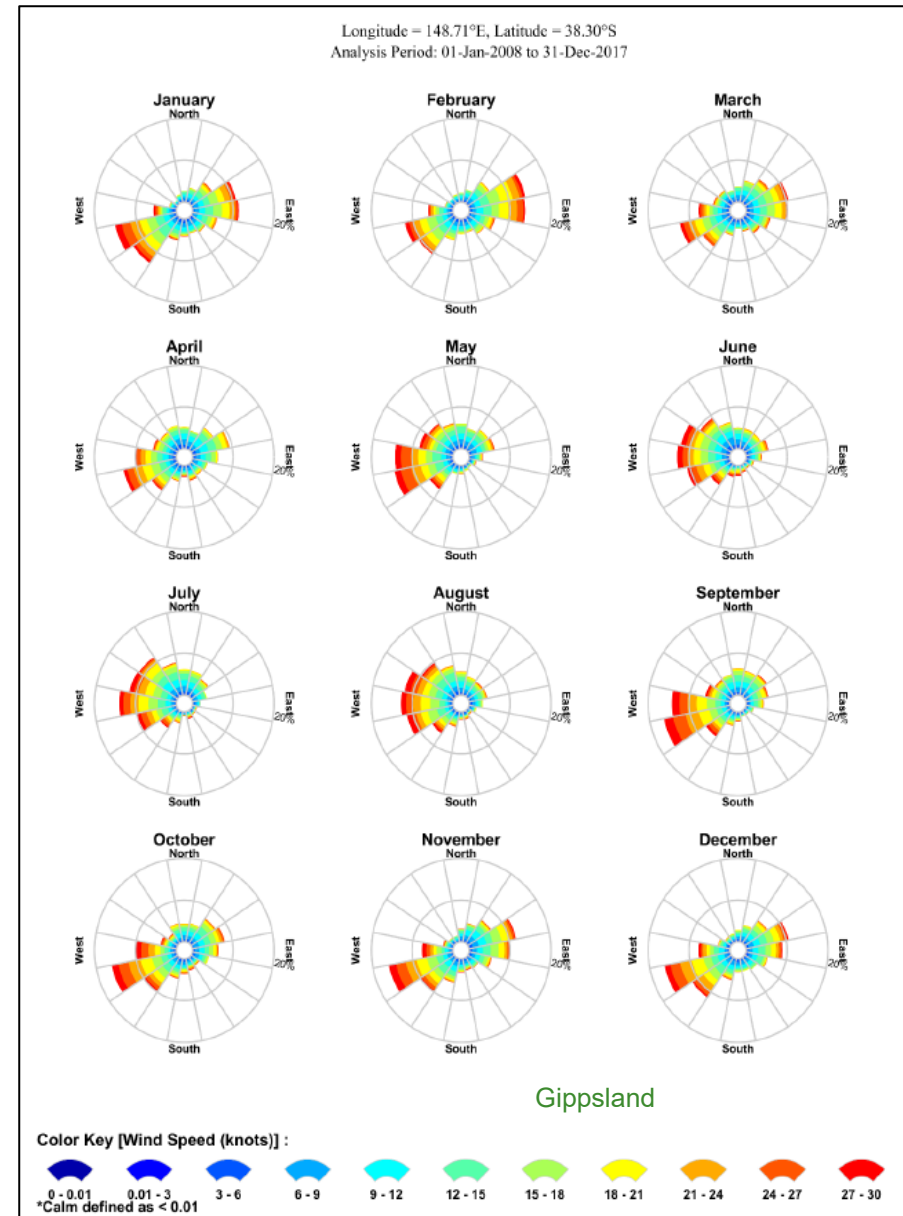 Longitude = 148.71°E, Latitude = 38.30°S
Analysis Period: 01-Jan-2008 to 31-Dec-2017
January
North
West
East
20%
South
February
North
West
East
20%
South
March
North
West
East
20%
South
April
North
West
East
20%
South
May
North
West
East
20%
South
June
North
West
East
20%
South
July
North
West
East
20%
South
August
North
West
East
20%
South
September
North
West
East
20%
South
October
North
West
East
20%
South
November
North
West
East
20%
South
December
North
West
East
20%
South
Gippsland
Color Key [Wind Speed (knots)] :
0 - 0.01 0.01 - 3 3 - 6 6 - 9 9 - 12 12 - 15 15 - 18 18 - 21 21 - 24 24 - 27 27 - 30
*Calm defined as < 0.01